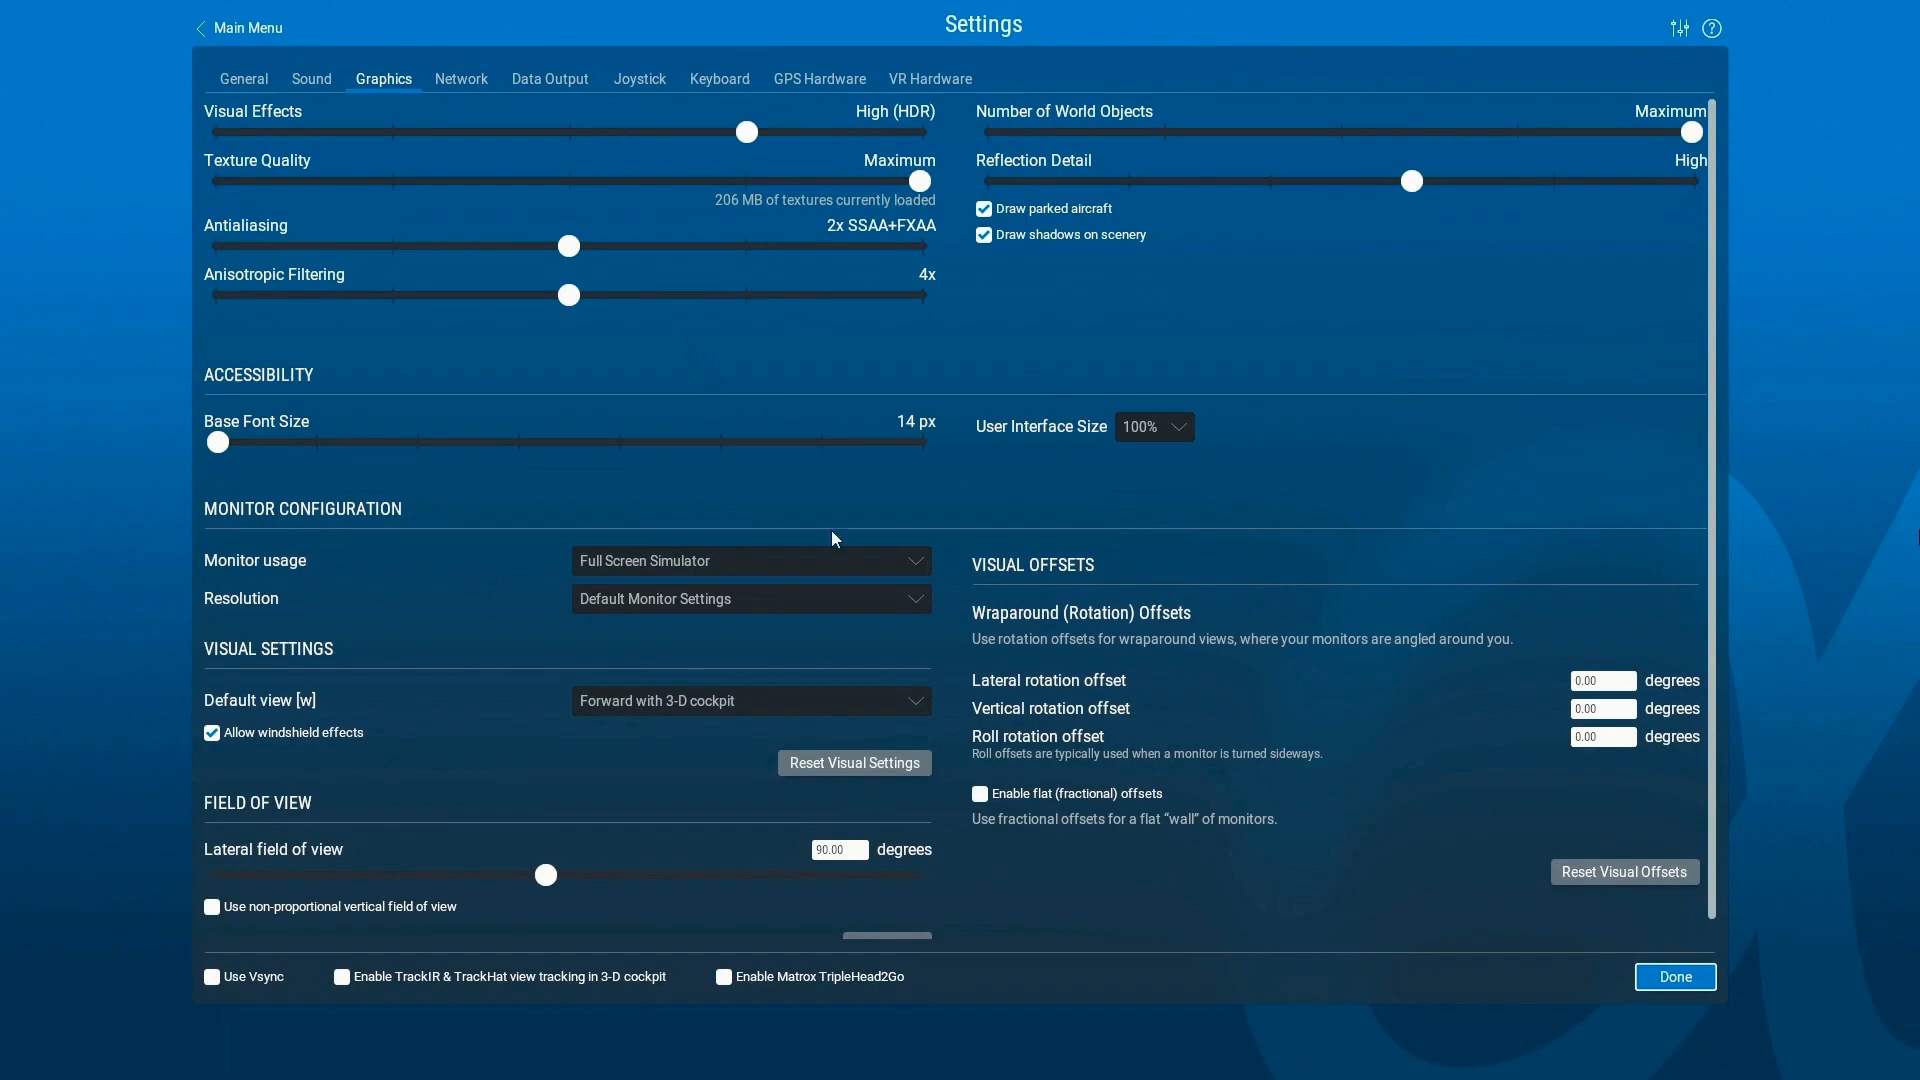 Main Menu
Settings
General Sound Graphics Network Data Output Joystick Keyboard GPS Hardware VR Hardware
Visual Effects High (HDR)
Texture Quality Maximum
206 MB of textures currently loaded
Antialiasing 2x SSAA+FXAA
Anisotropic Filtering 4x
Number of World Objects Maximum
Reflection Detail High
Draw parked aircraft
Draw shadows on scenery
ACCESSIBILITY
Base Font Size 14 px
User Interface Size 100%
MONITOR CONFIGURATION
Monitor usage Full Screen Simulator
Resolution Default Monitor Settings
VISUAL SETTINGS
Default view [w] Forward with 3-D cockpit
Allow windshield effects
Reset Visual Settings
FIELD OF VIEW
Lateral field of view 90.00 degrees
Use non-proportional vertical field of view
VISUAL OFFSETS
Wraparound (Rotation) Offsets
Use rotation offsets for wraparound views, where your monitors are angled around you.
Lateral rotation offset 0.00 degrees
Vertical rotation offset 0.00 degrees
Roll rotation offset 0.00 degrees
Roll offsets are typically used when a monitor is turned sideways.
Enable flat (fractional) offsets
Use fractional offsets for a flat “wall” of monitors.
Reset Visual Offsets
Use Vsync Enable TrackIR & TrackHat view tracking in 3-D cockpit Enable Matrox TripleHead2Go Done